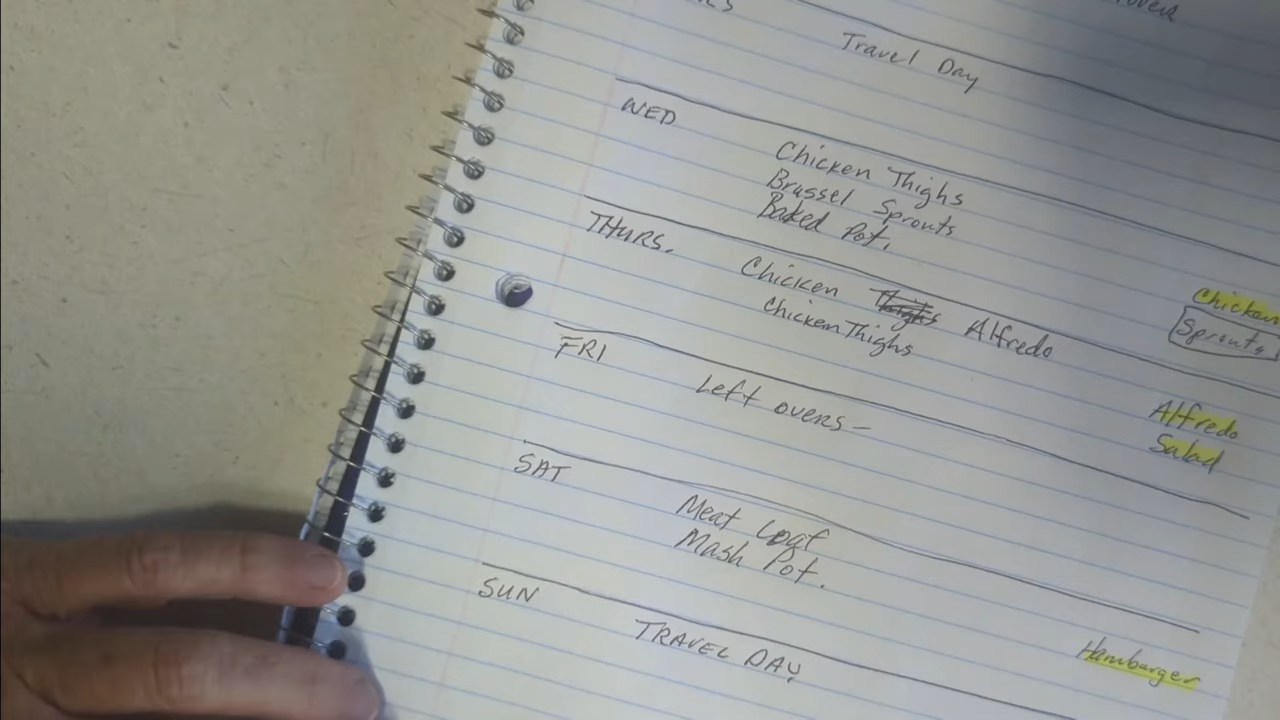 Travel Day
WED
Chicken Thighs
Brussel Sprouts
Baked Pot.
Chicken
Sprouts
THURS.
Chicken Thighs Alfredo
Chicken Thighs
Alfredo
Salad
FRI
Left overs-
SAT
Meat Loaf
Mash Pot.
Hamburger
SUN
TRAVEL DAY